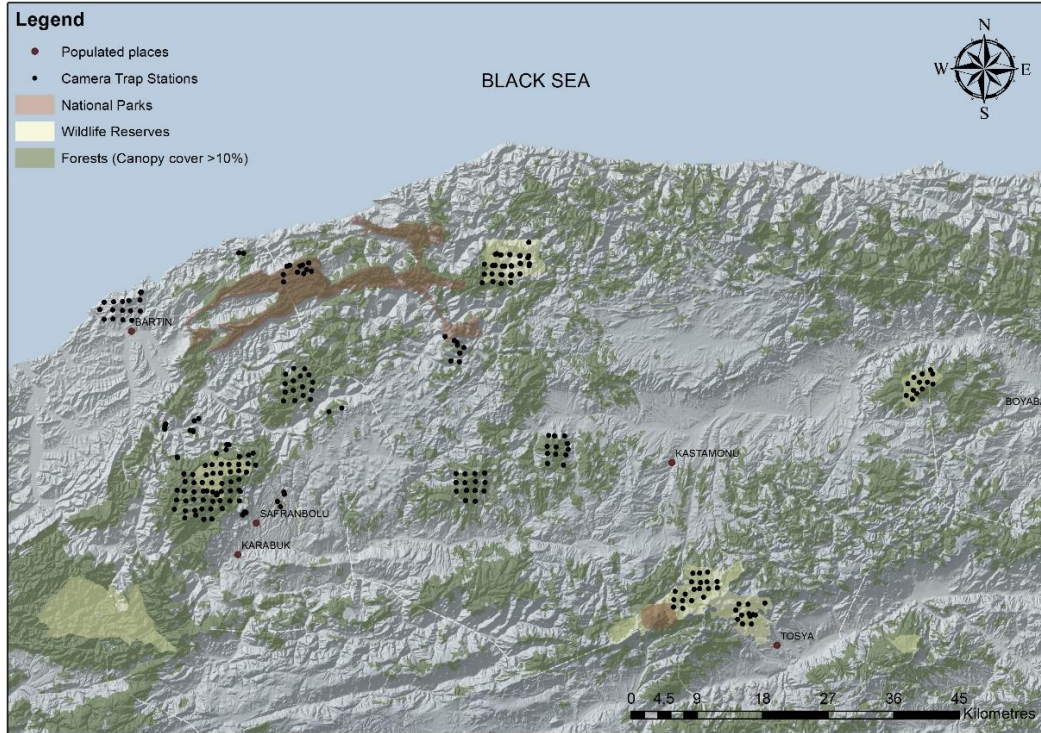 Legend
Populated places
Camera Trap Stations
National Parks
Wildlife Reserves
Forests (Canopy cover >10%)
BLACK SEA
N
W E
S
BARTIN
BOYABA
KASTAMONU
SAFRANBOLU
KARABUK
TOSYA
0 4,5 9 18 27 36 45
Kilometres